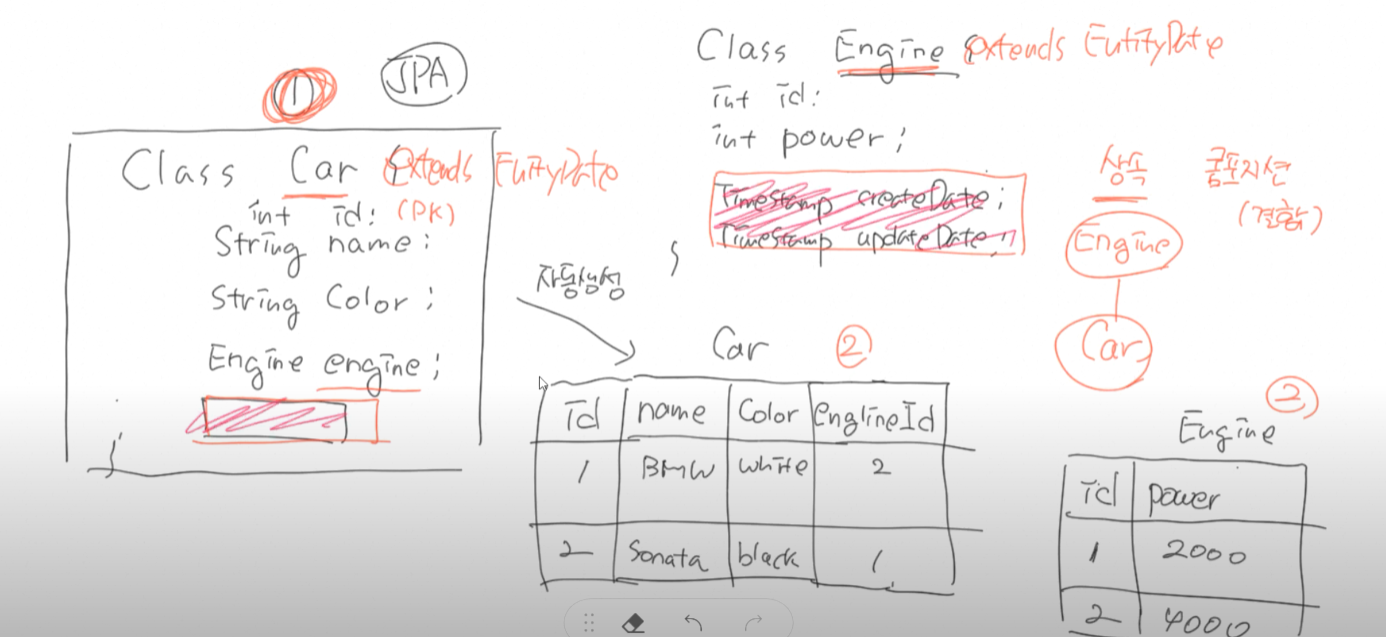 ①
JPA
Class Car { extends EntityDate
int id; (PK)
String name;
String Color;
Engine engine;
}
Class Engine { extends EntityDate
int id;
int power;
Timestamp createDate;
Timestamp updateDate;
}
상속
콤포지션
(결합)
Engine
Car
자동생성
Car ②
id name Color englineId
1 BMW white 2
2 Sonata black 1
②
Engine
id power
1 2000
2 4000